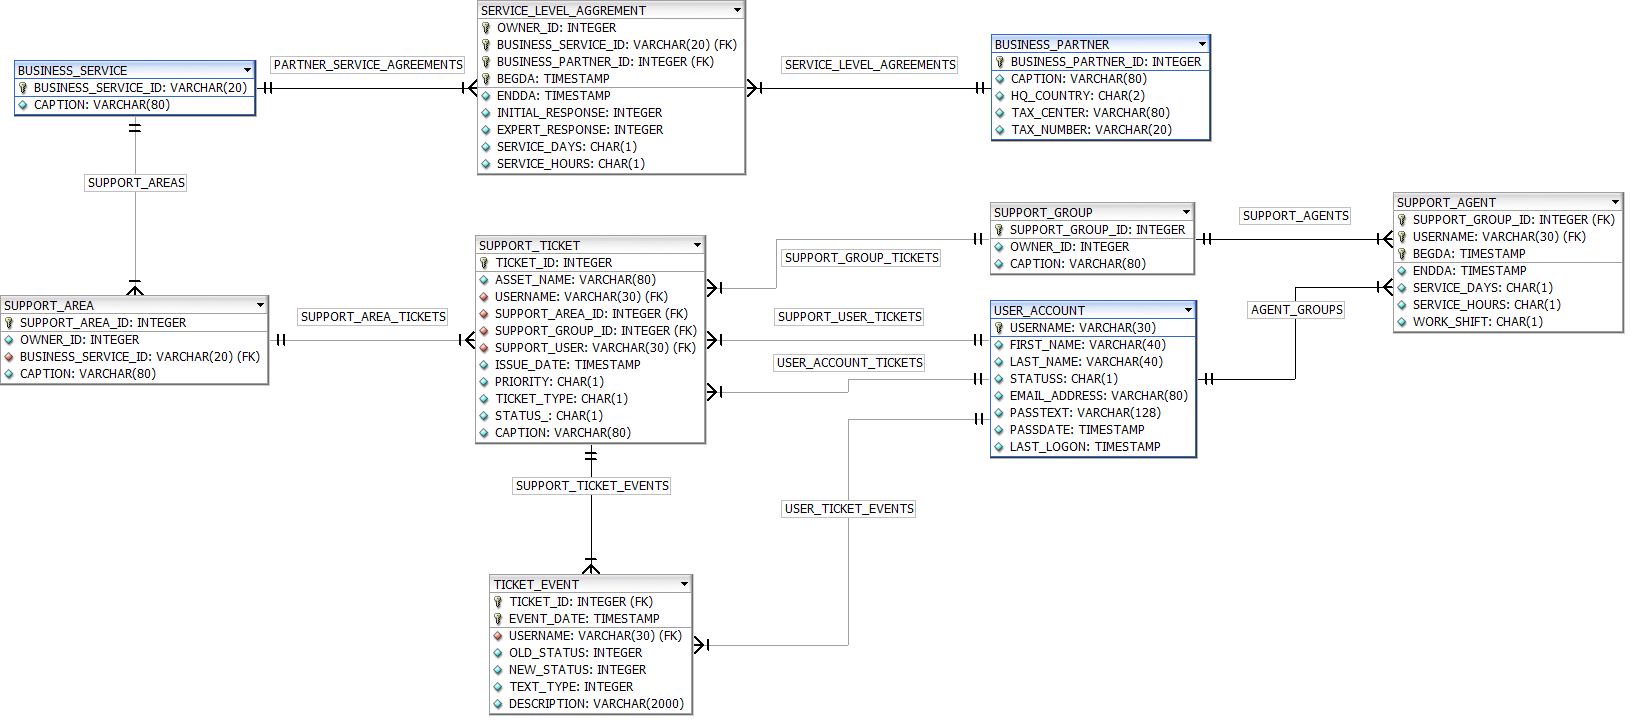 SERVICE_LEVEL_AGGREMENT
OWNER_ID: INTEGER
BUSINESS_SERVICE_ID: VARCHAR(20) (FK)
BUSINESS_PARTNER_ID: INTEGER (FK)
BEGDA: TIMESTAMP
ENDDA: TIMESTAMP
INITIAL_RESPONSE: INTEGER
EXPERT_RESPONSE: INTEGER
SERVICE_DAYS: CHAR(1)
SERVICE_HOURS: CHAR(1)
BUSINESS_SERVICE
BUSINESS_SERVICE_ID: VARCHAR(20)
CAPTION: VARCHAR(80)
PARTNER_SERVICE_AGREEMENTS
SERVICE_LEVEL_AGREEMENTS
BUSINESS_PARTNER
BUSINESS_PARTNER_ID: INTEGER
CAPTION: VARCHAR(80)
HQ_COUNTRY: CHAR(2)
TAX_CENTER: VARCHAR(80)
TAX_NUMBER: VARCHAR(20)
SUPPORT_AREAS
SUPPORT_AREA
SUPPORT_AREA_ID: INTEGER
OWNER_ID: INTEGER
BUSINESS_SERVICE_ID: VARCHAR(20) (FK)
CAPTION: VARCHAR(80)
SUPPORT_AREA_TICKETS
SUPPORT_TICKET
TICKET_ID: INTEGER
ASSET_NAME: VARCHAR(80)
USERNAME: VARCHAR(30) (FK)
SUPPORT_AREA_ID: INTEGER (FK)
SUPPORT_GROUP_ID: INTEGER (FK)
SUPPORT_USER: VARCHAR(30) (FK)
ISSUE_DATE: TIMESTAMP
PRIORITY: CHAR(1)
TICKET_TYPE: CHAR(1)
STATUS_: CHAR(1)
CAPTION: VARCHAR(80)
SUPPORT_GROUP_TICKETS
SUPPORT_USER_TICKETS
USER_ACCOUNT_TICKETS
SUPPORT_GROUP
SUPPORT_GROUP_ID: INTEGER
OWNER_ID: INTEGER
CAPTION: VARCHAR(80)
SUPPORT_AGENTS
SUPPORT_AGENT
SUPPORT_GROUP_ID: INTEGER (FK)
USERNAME: VARCHAR(30) (FK)
BEGDA: TIMESTAMP
ENDDA: TIMESTAMP
SERVICE_DAYS: CHAR(1)
SERVICE_HOURS: CHAR(1)
WORK_SHIFT: CHAR(1)
AGENT_GROUPS
USER_ACCOUNT
USERNAME: VARCHAR(30)
FIRST_NAME: VARCHAR(40)
LAST_NAME: VARCHAR(40)
STATUSS: CHAR(1)
EMAIL_ADDRESS: VARCHAR(80)
PASSTEXT: VARCHAR(128)
PASSDATE: TIMESTAMP
LAST_LOGON: TIMESTAMP
SUPPORT_TICKET_EVENTS
USER_TICKET_EVENTS
TICKET_EVENT
TICKET_ID: INTEGER (FK)
EVENT_DATE: TIMESTAMP
USERNAME: VARCHAR(30) (FK)
OLD_STATUS: INTEGER
NEW_STATUS: INTEGER
TEXT_TYPE: INTEGER
DESCRIPTION: VARCHAR(2000)